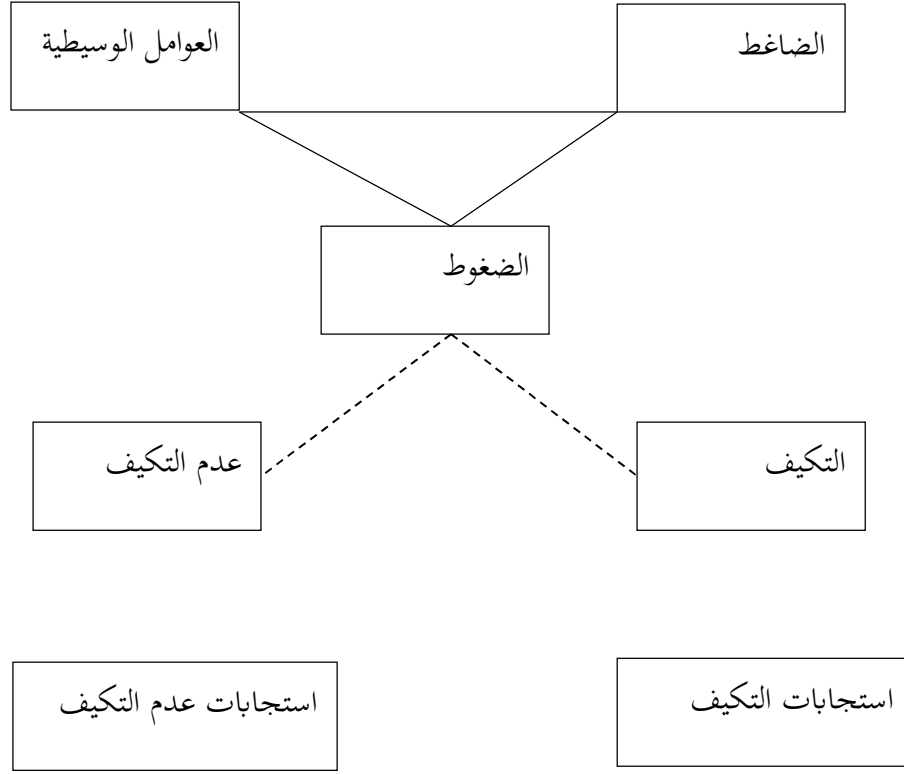 الضاغط
العوامل الوسيطية
الضغوط
التكيف
عدم التكيف
استجابات التكيف
استجابات عدم التكيف